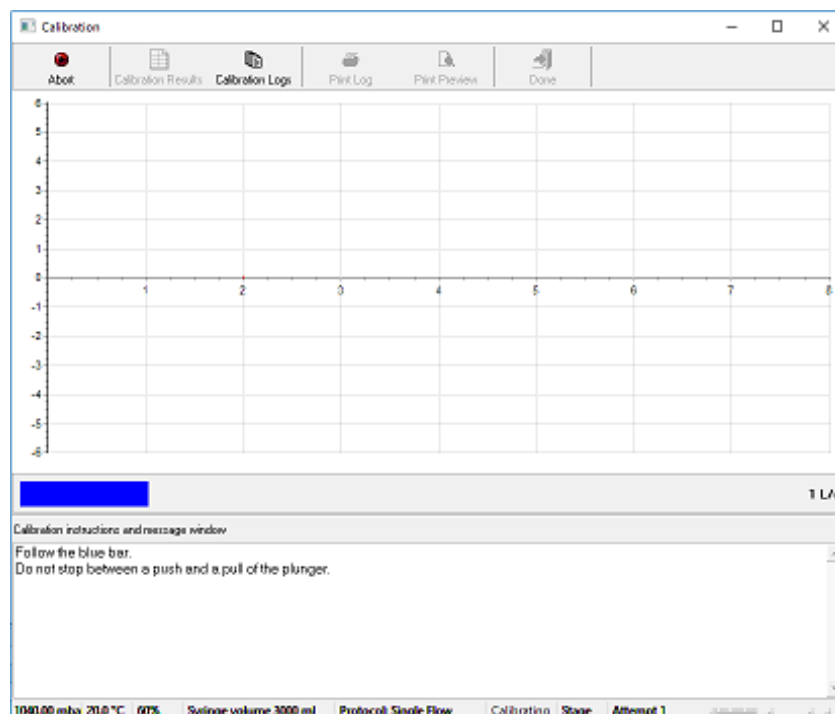 Calibration
Abort Calibration Results Calibration Logs Print Log Print Preview Done
6
5
4
3
2
1
0
1 2 3 4 5 6 7 8
-1
-2
-3
-4
-5
-6
1 L/
Calibration instructions and message window
Follow the blue bar.
Do not stop between a push and a pull of the plunger.
1040.00 mba 20.0 °C 60% Syringe volume 3000 ml Protocol: Single Flow Calibrating Stage Attempt 1